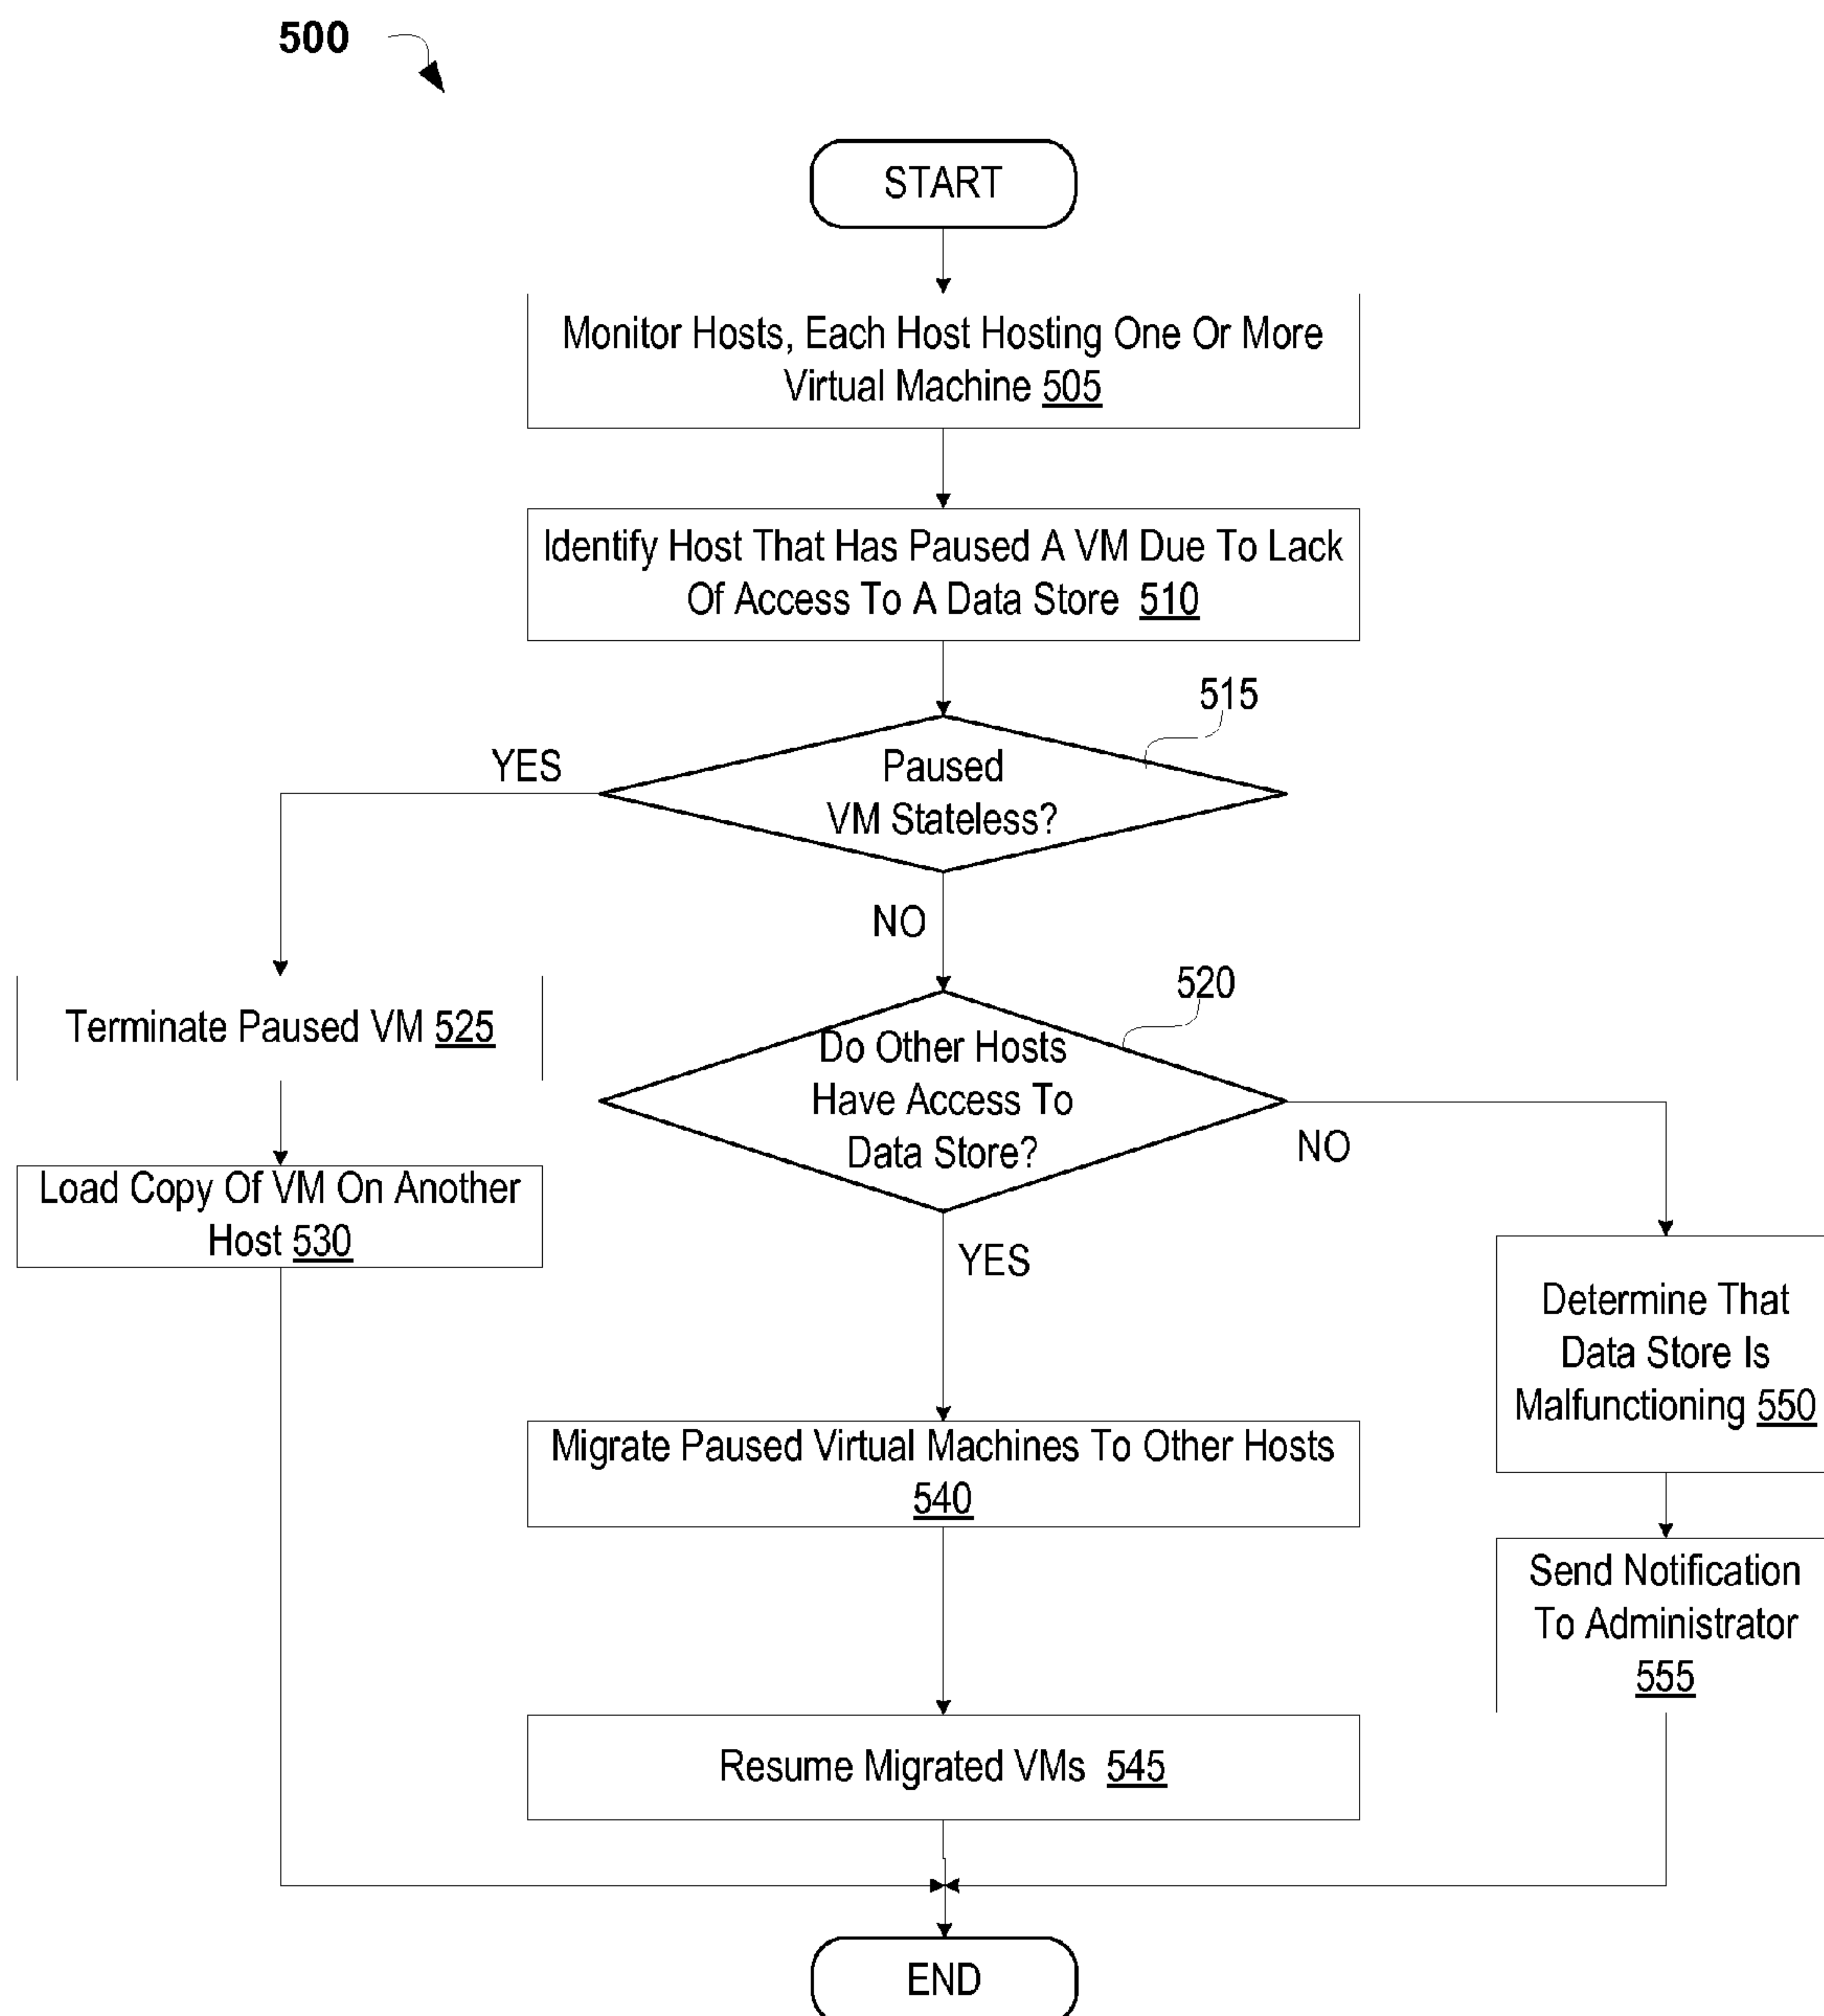 500
START
Monitor Hosts, Each Host Hosting One Or More
Virtual Machine 505
Identify Host That Has Paused A VM Due To Lack
Of Access To A Data Store 510
515
YES
Paused
VM Stateless?
NO
520
Terminate Paused VM 525
Do Other Hosts
Have Access To
Data Store?
NO
Load Copy Of VM On Another
Host 530
YES
Determine That
Data Store Is
Malfunctioning 550
Migrate Paused Virtual Machines To Other Hosts
540
Send Notification
To Administrator
555
Resume Migrated VMs 545
END